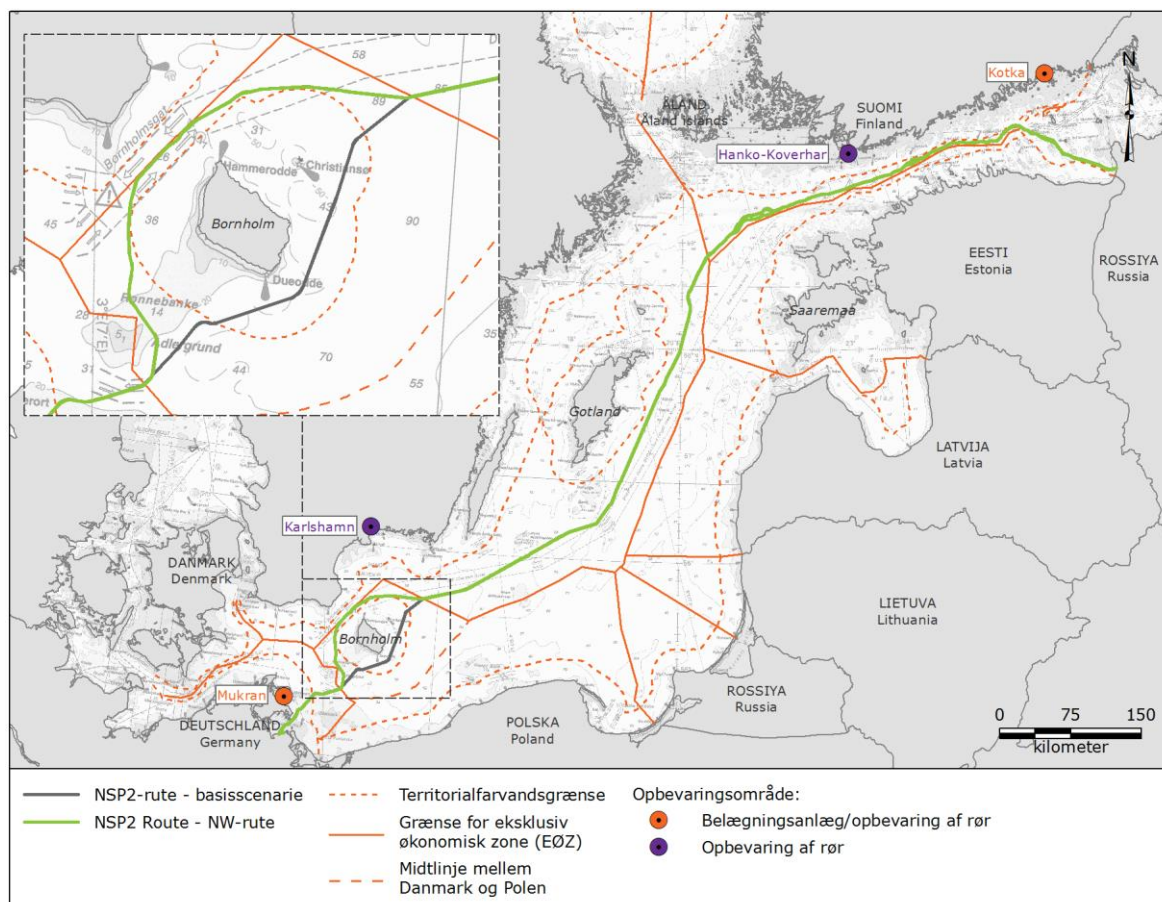 58
85
89
31
Bornholmsgat
26
Hammerodde
Christiansø
43
45
36
Bornholm
90
Dueodde
Rønnebanke
14
28
35
Adlergrund
44
70
31
55
ÅLAND
Åland Islands
SUOMI
Finland
Kotka
N
Hanko-Koverhar
EESTI
Estonia
ROSSIYA
Russia
Saaremaa
Gotland
LATVIJA
Latvia
Karlshamn
DANMARK
Denmark
LIETUVA
Lithuania
Bornholm
Mukran
DEUTSCHLAND
Germany
POLSKA
Poland
ROSSIYA
Russia
0 75 150
kilometer
NSP2-rute - basisscenarie
NSP2 Route - NW-rute
Territorialfarvandsgrænse
Grænse for eksklusiv
økonomisk zone (EØZ)
Midtlinje mellem
Danmark og Polen
Opbevaringsområde:
Belægningsanlæg/opbevaring af rør
Opbevaring af rør